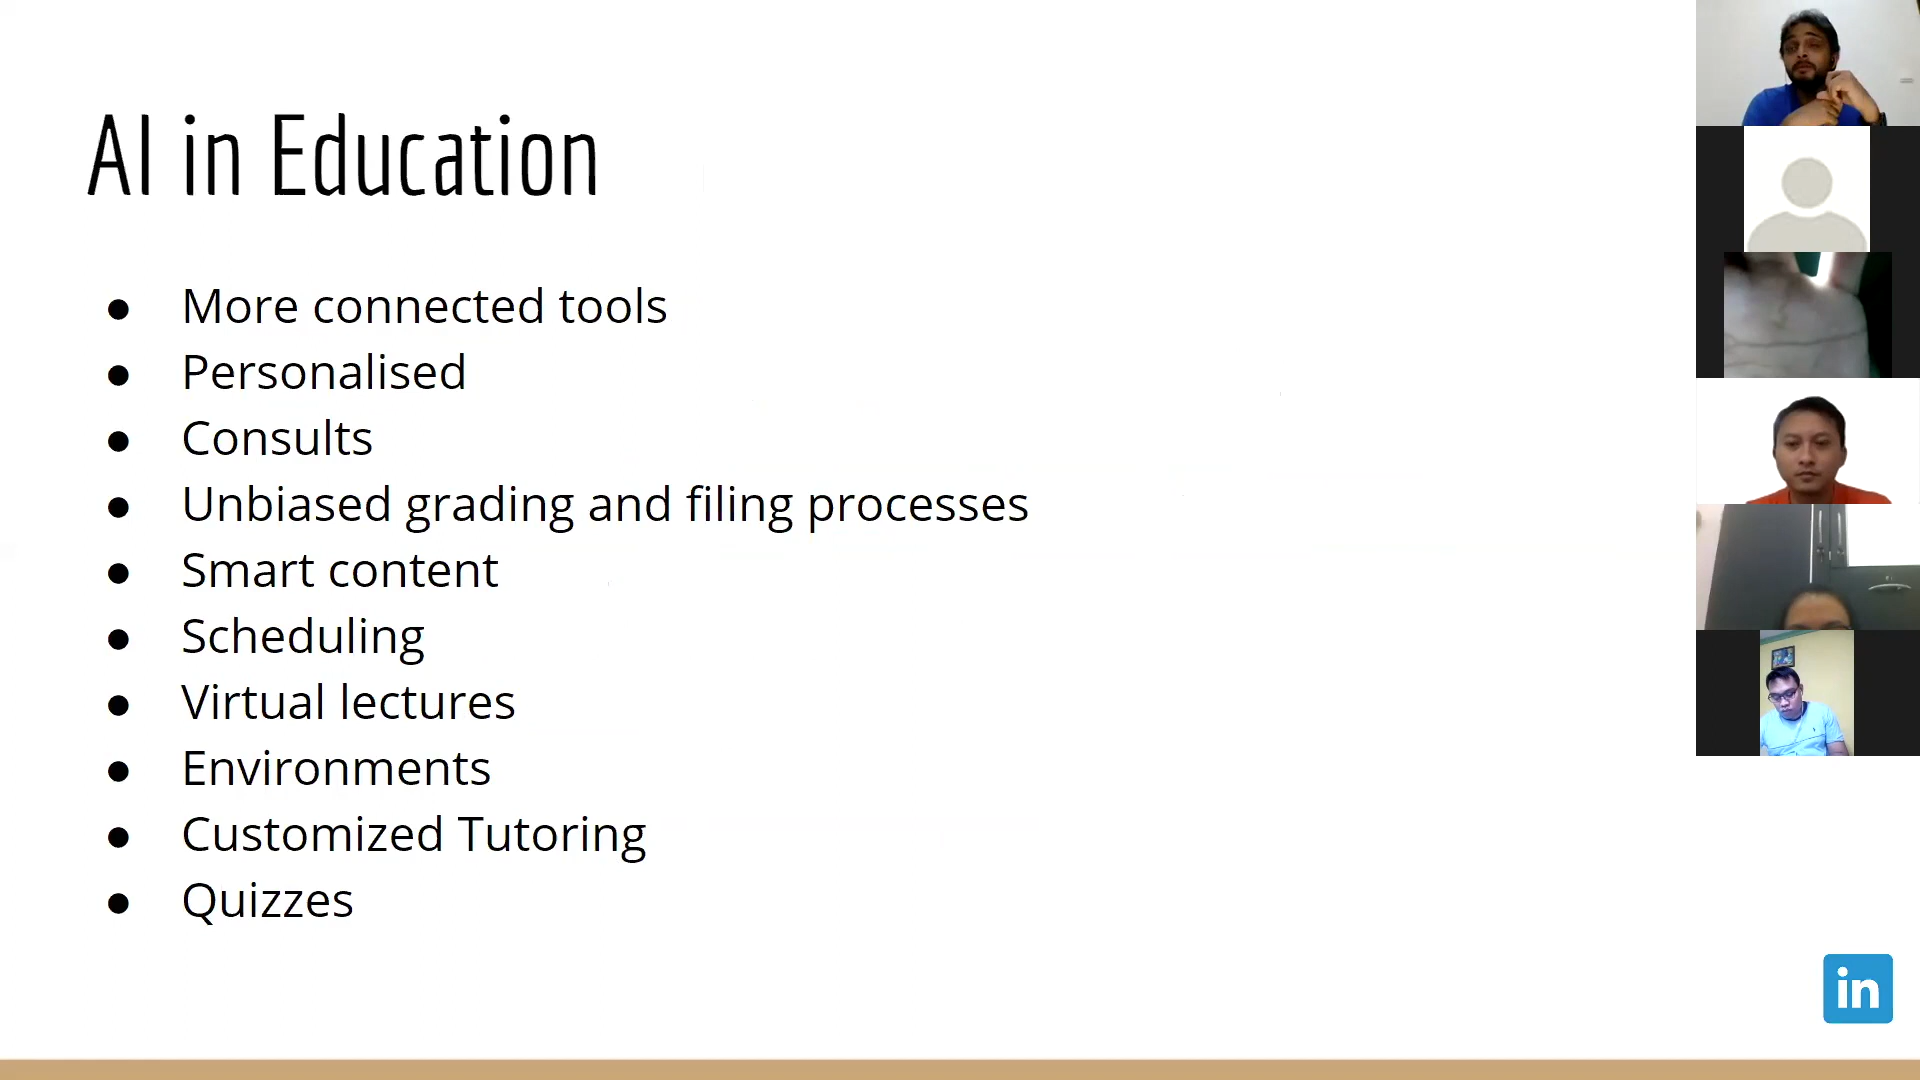 AI in Education
● More connected tools
● Personalised
● Consults
● Unbiased grading and filing processes
● Smart content
● Scheduling
● Virtual lectures
● Environments
● Customized Tutoring
● Quizzes
in